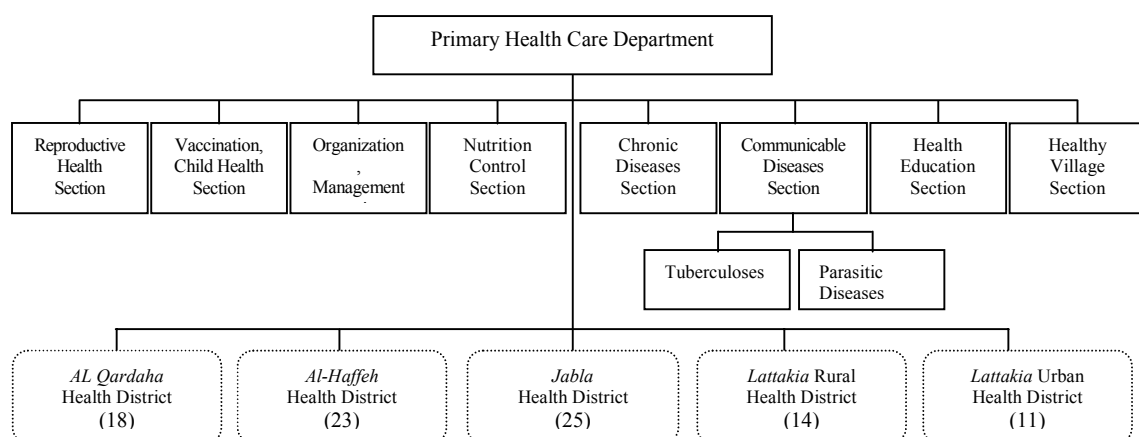 Primary Health Care Department
Reproductive
Health
Section
Vaccination,
Child Health
Section
Organization
,
Management
Nutrition
Control
Section
Chronic
Diseases
Section
Communicable
Diseases
Section
Health
Education
Section
Healthy
Village
Section
Tuberculoses
Parasitic
Diseases
AL Qardaha
Health District
(18)
Al-Haffeh
Health District
(23)
Jabla
Health District
(25)
Lattakia Rural
Health District
(14)
Lattakia Urban
Health District
(11)